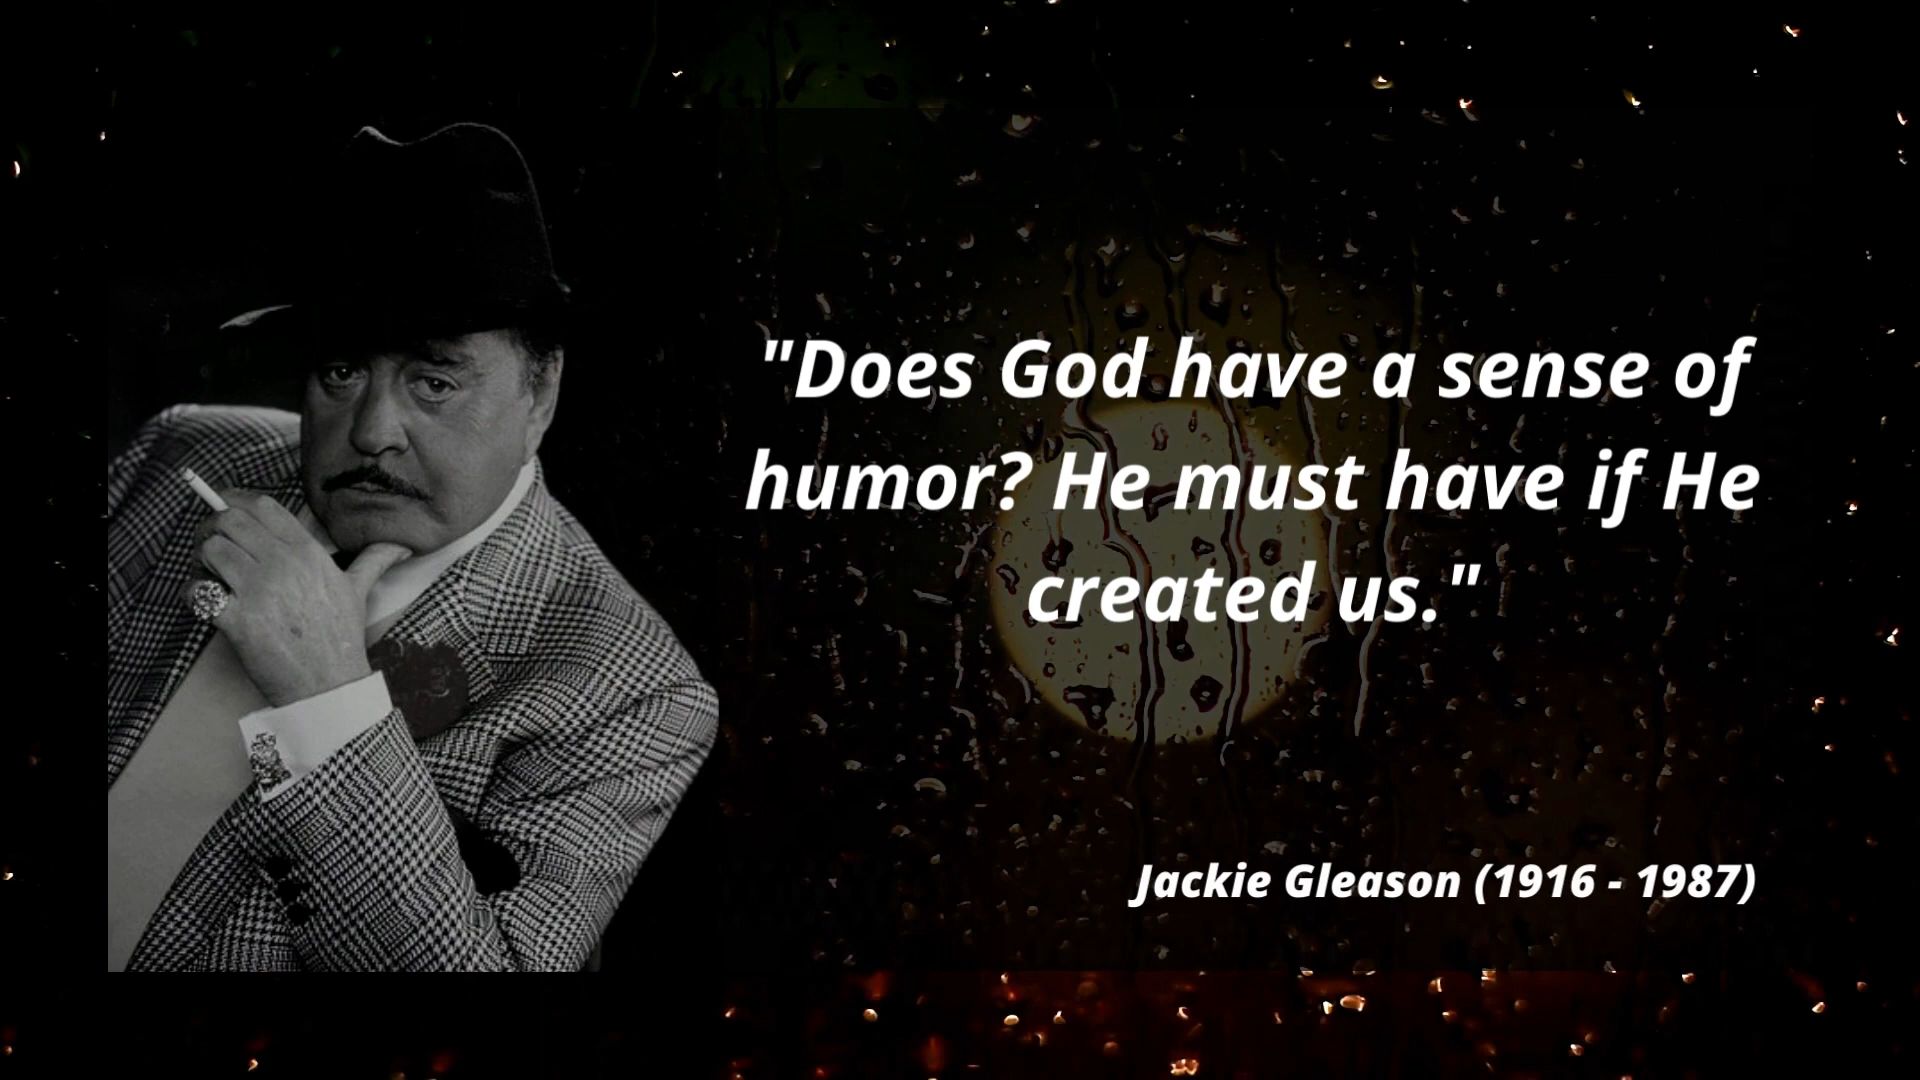 "Does God have a sense of
humor? He must have if He
created us."
Jackie Gleason (1916 - 1987)